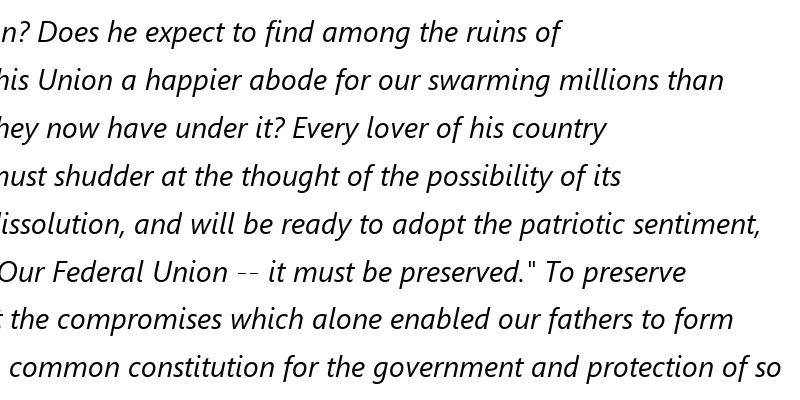 n? Does he expect to find among the ruins of
his Union a happier abode for our swarming millions than
hey now have under it? Every lover of his country
must shudder at the thought of the possibility of its
dissolution, and will be ready to adopt the patriotic sentiment,
Our Federal Union -- it must be preserved." To preserve
t the compromises which alone enabled our fathers to form
common constitution for the government and protection of so